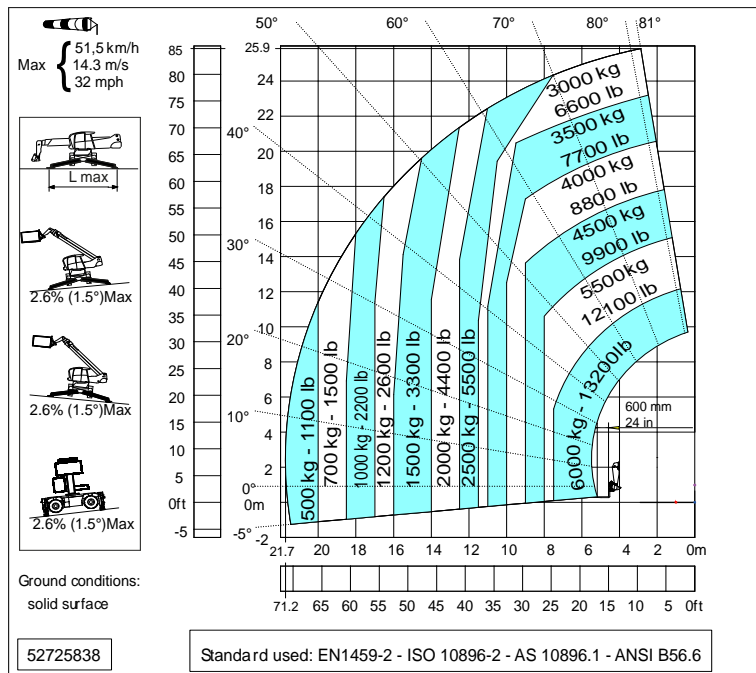 Max { 51,5 km/h
14.3 m/s
32 mph
L max
2.6% (1.5°)Max
2.6% (1.5°)Max
2.6% (1.5°)Max
Ground conditions:
solid surface
52725838
85
80
75
70
65
60
55
50
45
40
35
30
25
20
15
10
5
0ft
-5
25.9
24
22
20
18
16
14
12
10
8
6
4
2
0m
-2
50°
60°
70°
80°
81°
40°
30°
20°
10°
0°
-5°
3000 kg
6600 lb
3500 kg
7700 lb
4000 kg
8800 lb
4500 kg
9900 lb
5500kg
12100 lb
6000 kg - 13200lb
500 kg - 1100 lb
700 kg - 1500 lb
1000 kg - 2200 lb
1200 kg - 2600 lb
1500 kg - 3300 lb
2000 kg - 4400 lb
2500 kg - 5500 lb
600 mm
24 in
21.7 20 18 16 14 12 10 8 6 4 2 0m
71.2 65 60 55 50 45 40 35 30 25 20 15 10 5 0ft
Standard used: EN1459-2 - ISO 10896-2 - AS 10896.1 - ANSI B56.6